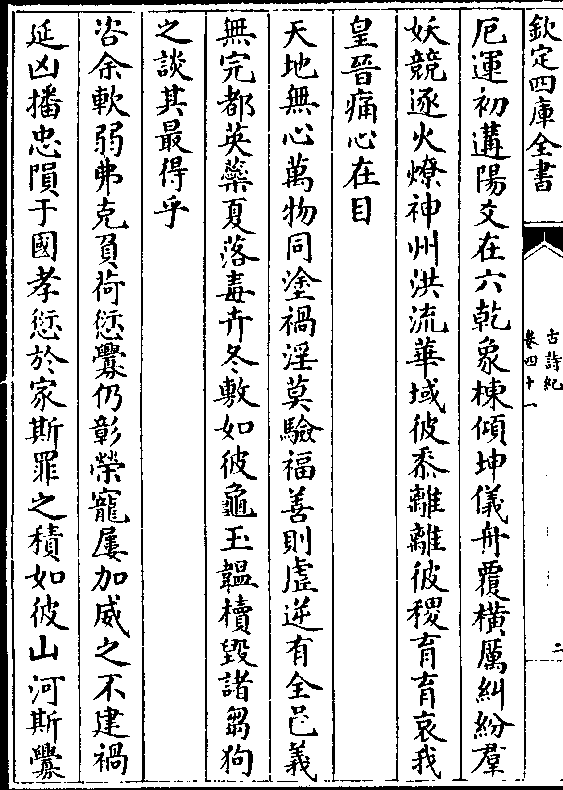 欽定四庫全書
古詩紀
卷四十一
二
厄運初遘陽爻在六乾象棟傾坤儀舟覆橫厲糾紛羣
妖競逐火燎神州洪流華域彼黍離離彼稷育育哀我
皇晉痛心在目
天地無心萬物同塗禍淫莫驗福善則虛逆有全邑義
無完都英蘂夏落毒卉冬敷如彼龜玉韞櫝毀諸芻狗
之談其最得乎
咨余軟弱弗克負荷愆釁仍彰榮寵屢加威之不建禍
延凶播忠隕于國孝愆於家斯罪之積如彼山河斯釁